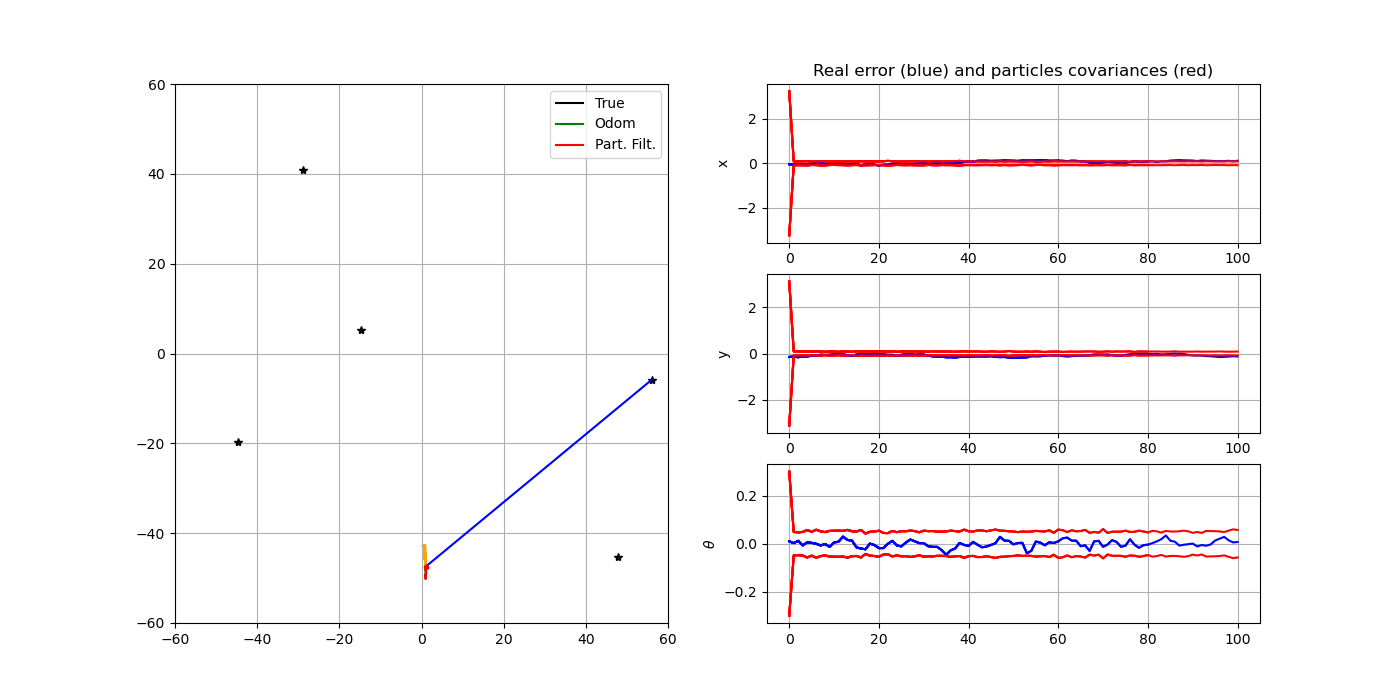 60
40
20
0
−20
−40
−60
−60 −40 −20 0 20 40 60
True
Odom
Part. Filt.
Real error (blue) and particles covariances (red)
x
2
0
−2
0 20 40 60 80 100
y
2
0
−2
0 20 40 60 80 100
θ
0.2
0.0
−0.2
0 20 40 60 80 100